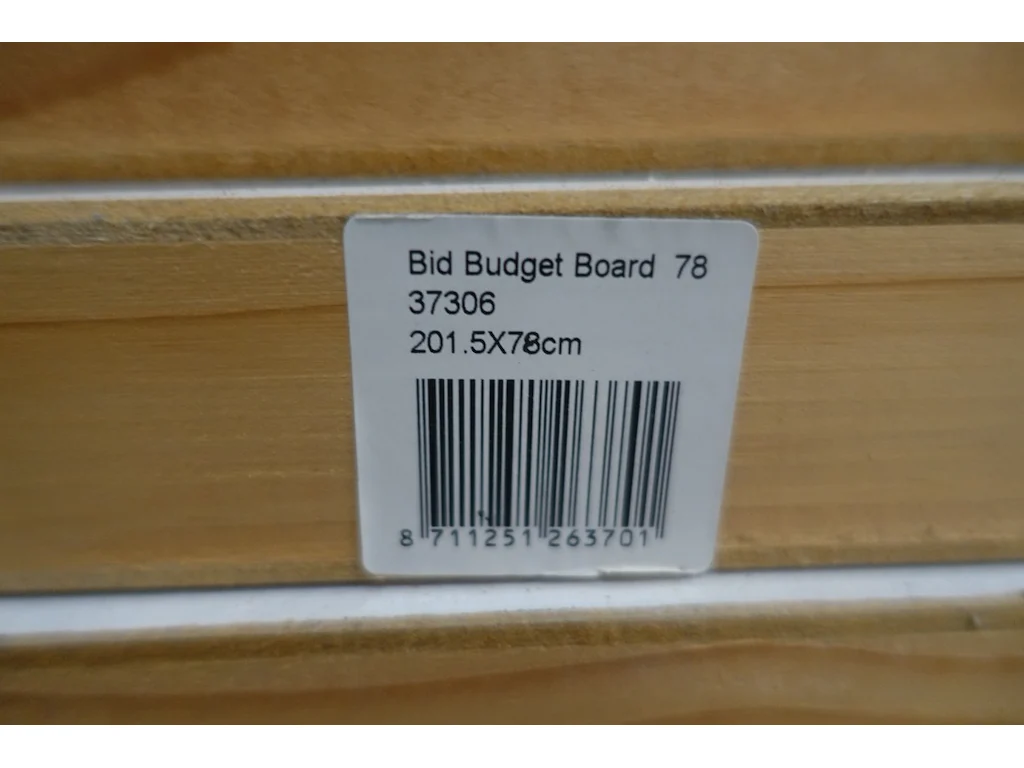 Bid Budget Board 78
37306
201.5X78cm
8 711251 263701